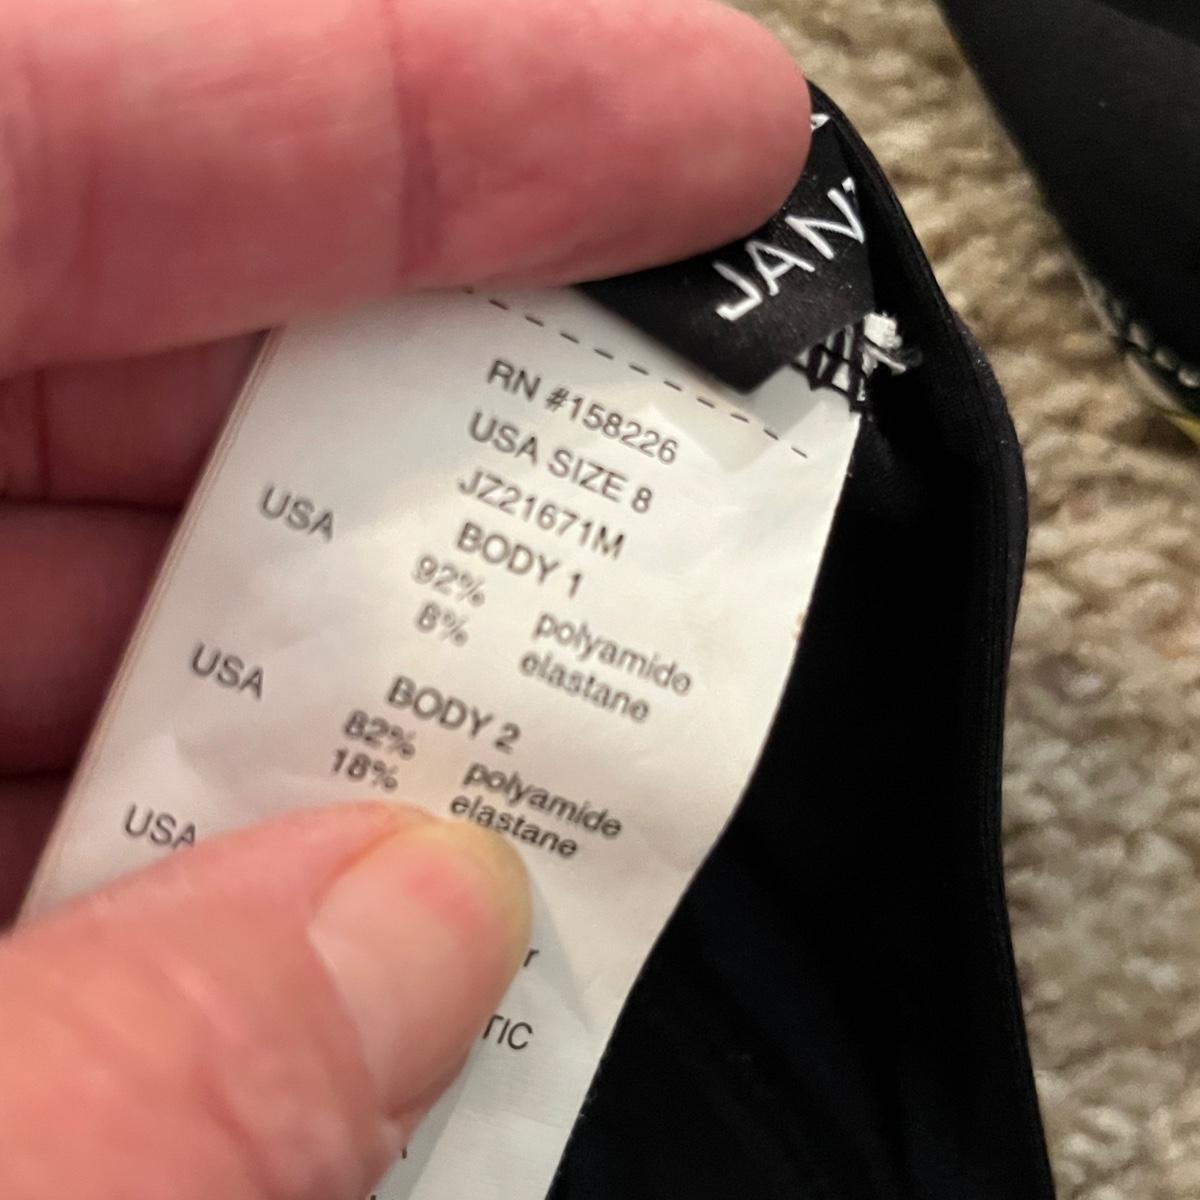 JAN
RN #158226
USA SIZE 8
JZ21671M
USA BODY 1
92% polyamide
8% elastane
USA BODY 2
82% polyamide
18% elastane
USA
r
TIC